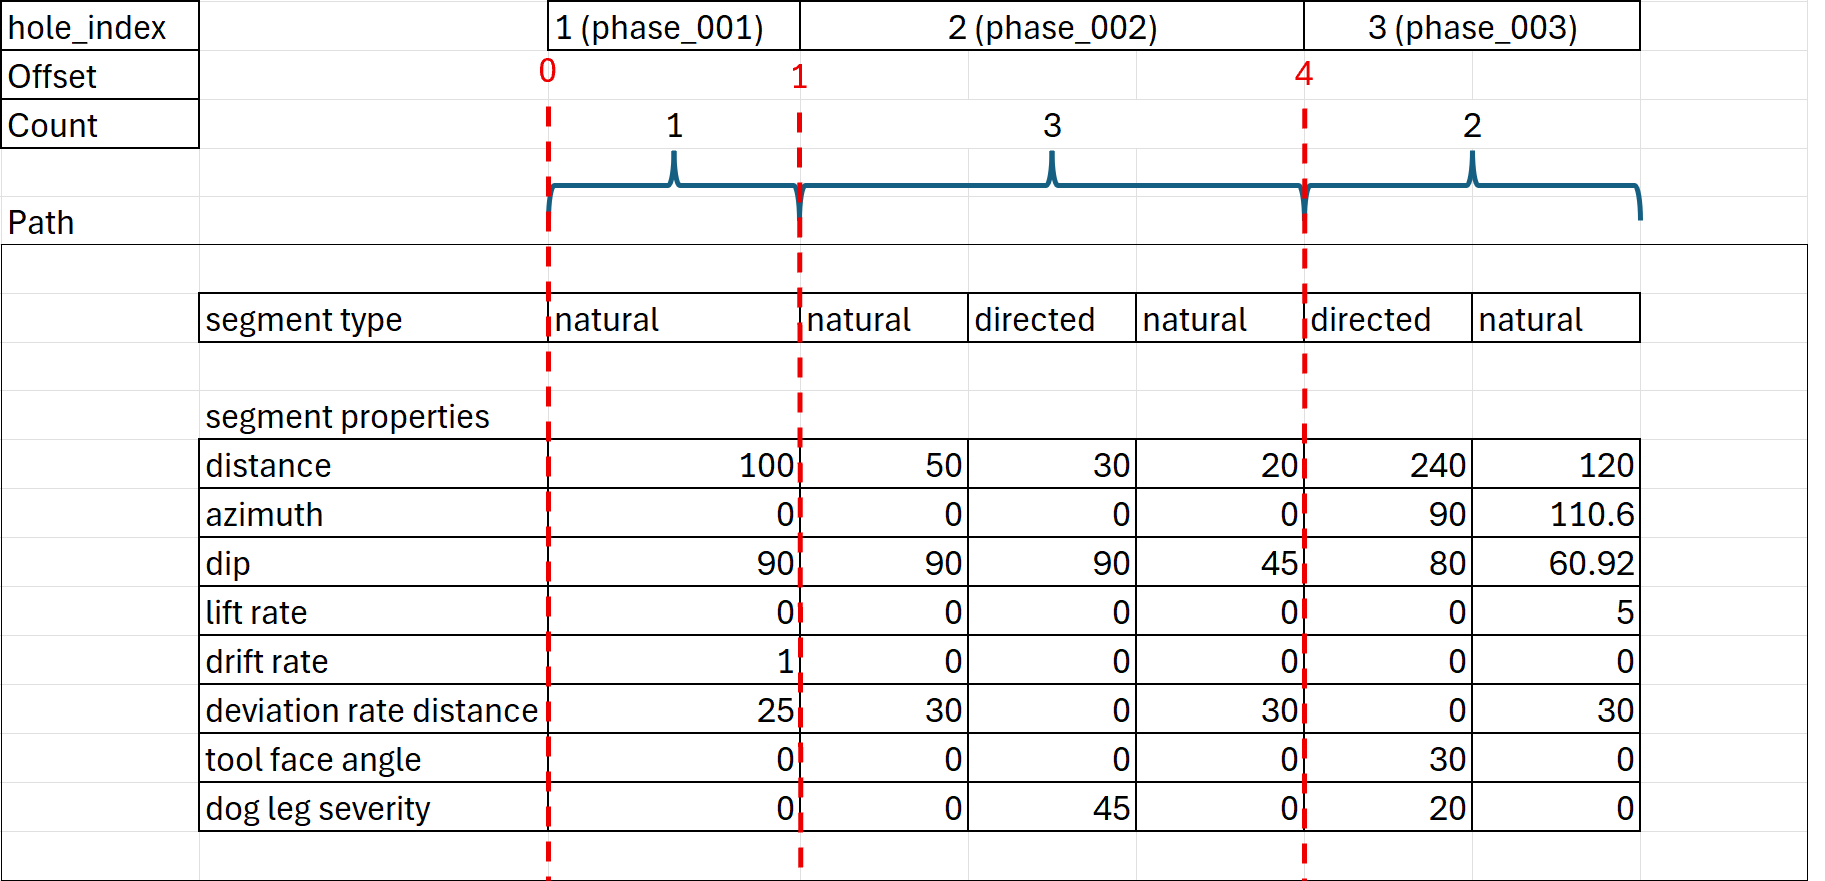 hole_index 1 (phase_001) 2 (phase_002) 3 (phase_003)
Offset 0 1 4
Count 1 3 2
Path
segment type natural natural directed natural directed natural
segment properties
distance 100 50 30 20 240 120
azimuth 0 0 0 0 90 110.6
dip 90 90 90 45 80 60.92
lift rate 0 0 0 0 0 5
drift rate 1 0 0 0 0 0
deviation rate distance 25 30 0 30 0 30
tool face angle 0 0 0 0 30 0
dog leg severity 0 0 45 0 20 0